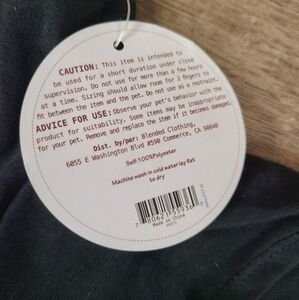 CAUTION: This item is intended to
be used for a short duration under close
supervision. Do not use for more than a few hours
at a time. Sizing should allow room for 2 fingers to
fit between the item and the pet. Do not use as a restraint.
ADVICE FOR USE: Observe your pet's behavior with the
product for suitability. Some items may be inappropriate
for your pet. Remove and replace the item if it becomes damaged.
Dist. by/par: Blended Clothing,
6055 E Washington Blvd #590 Commerce, CA 90040
Self:100%Polyester
Machine wash in cold water lay flat
to dry
Made in China